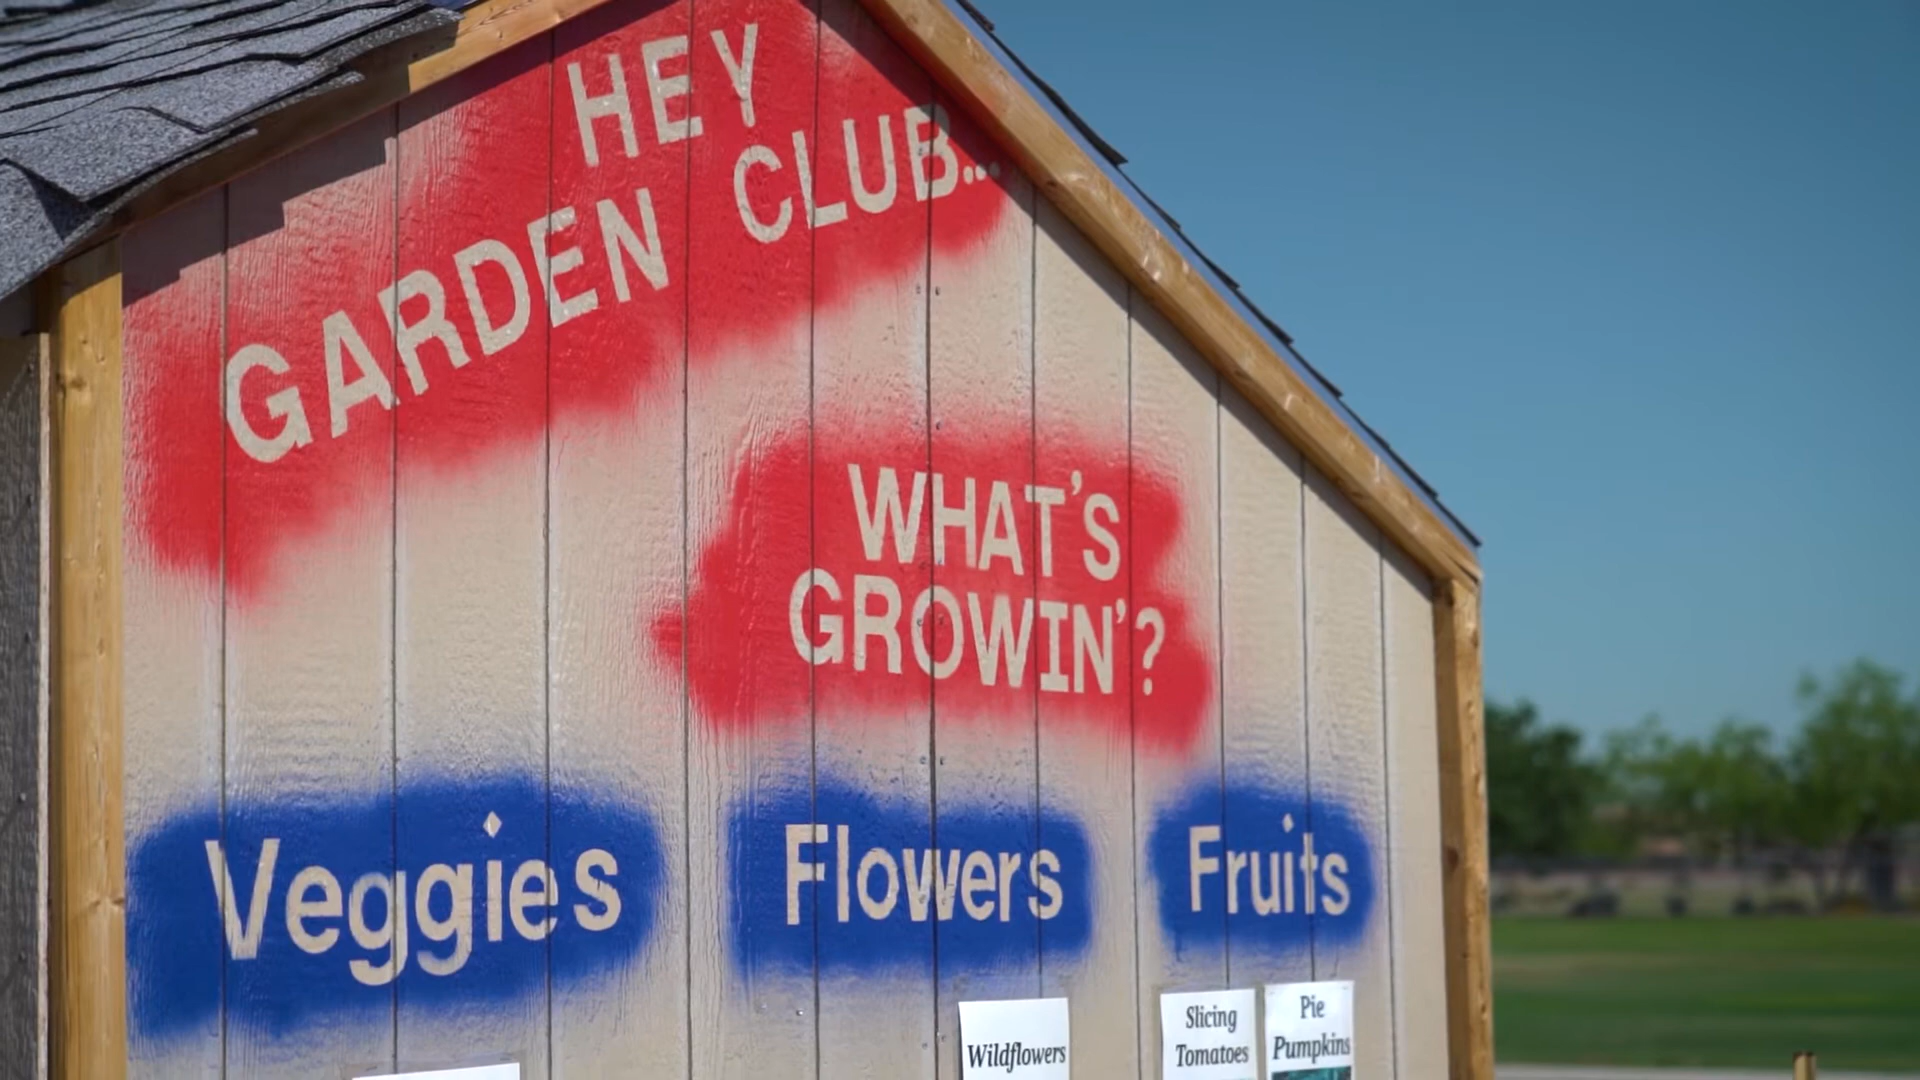 HEY
GARDEN CLUB...
WHAT'S
GROWIN'?
Veggies
Flowers
Fruits
Wildflowers
Slicing
Tomatoes
Pie
Pumpkins